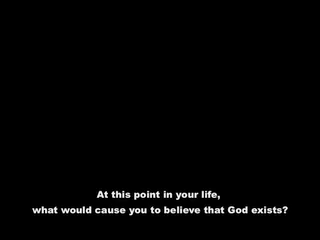 At this point in your life,
what would cause you to believe that God exists?